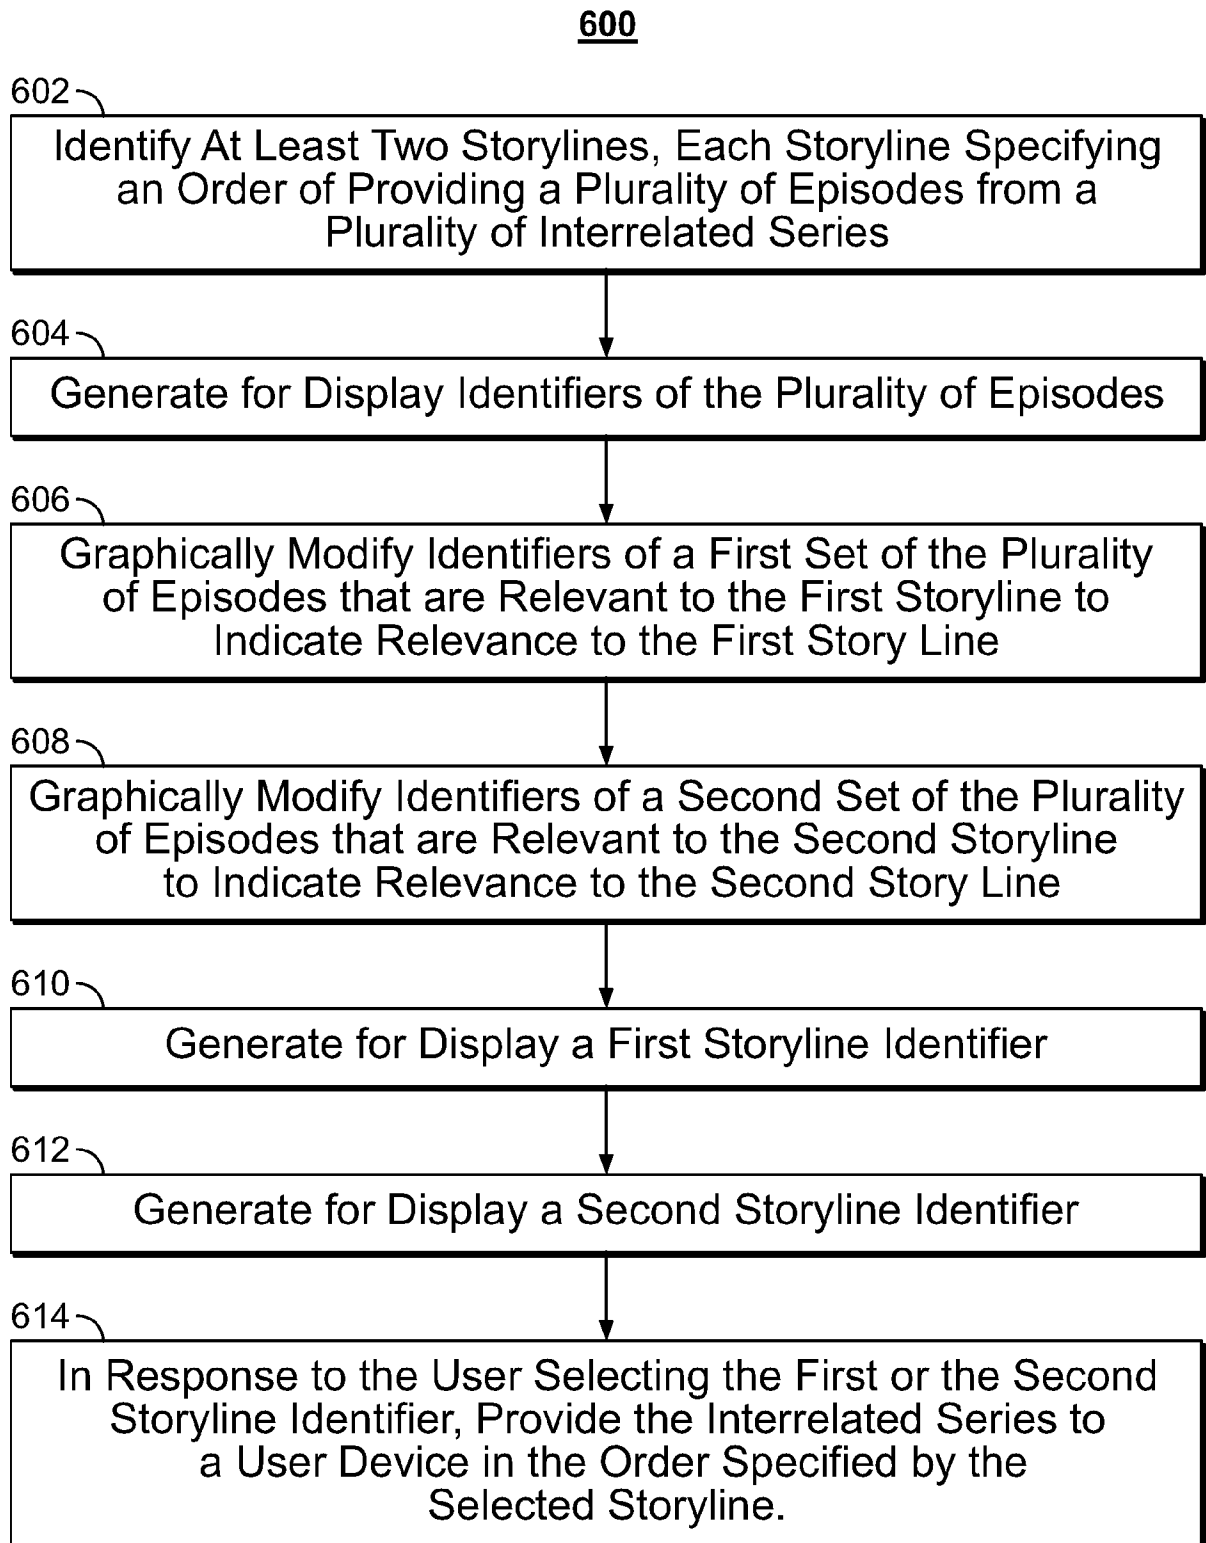 600
602
Identify At Least Two Storylines, Each Storyline Specifying
an Order of Providing a Plurality of Episodes from a
Plurality of Interrelated Series
604
Generate for Display Identifiers of the Plurality of Episodes
606
Graphically Modify Identifiers of a First Set of the Plurality
of Episodes that are Relevant to the First Storyline to
Indicate Relevance to the First Story Line
608
Graphically Modify Identifiers of a Second Set of the Plurality
of Episodes that are Relevant to the Second Storyline
to Indicate Relevance to the Second Story Line
610
Generate for Display a First Storyline Identifier
612
Generate for Display a Second Storyline Identifier
614
In Response to the User Selecting the First or the Second
Storyline Identifier, Provide the Interrelated Series to
a User Device in the Order Specified by the
Selected Storyline.